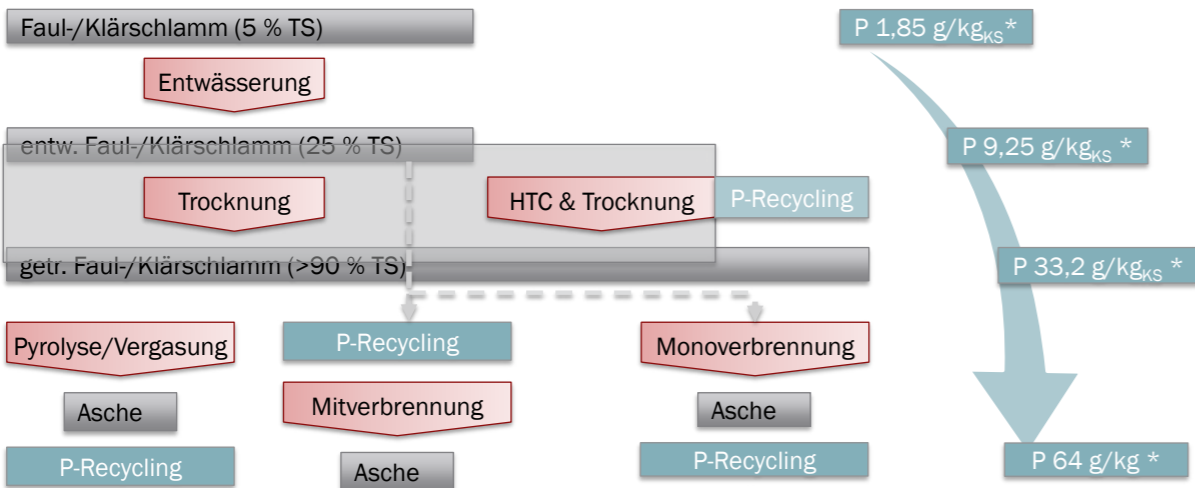 Faul-/Klärschlamm (5 % TS)
P 1,85 g/kgKS*
Entwässerung
entw. Faul-/Klärschlamm (25 % TS)
P 9,25 g/kgKS *
Trocknung
HTC & Trocknung
P-Recycling
getr. Faul-/Klärschlamm (>90 % TS)
P 33,2 g/kgKS *
Pyrolyse/Vergasung
P-Recycling
Monoverbrennung
Asche
Mitverbrennung
Asche
P-Recycling
Asche
P-Recycling
P 64 g/kg *